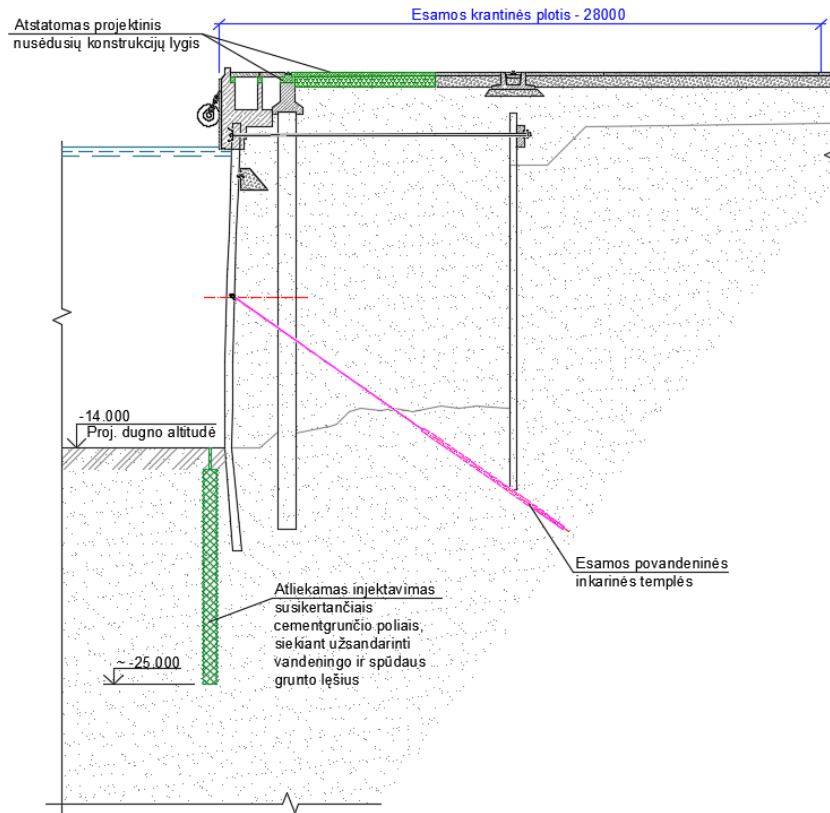 Esamos krantinės plotis - 28000
Atstatomas projektinis
nusėdusių konstrukcijų lygis
-14.000
Proj. dugno altitudė
Esamos povandeninės
inkarinės templės
Atliekamas injektavimas
susikertančiais
cementgrunčio poliais,
siekiant užsandarinti
vandeningo ir spūdaus
grunto lęšius
~ -25.000